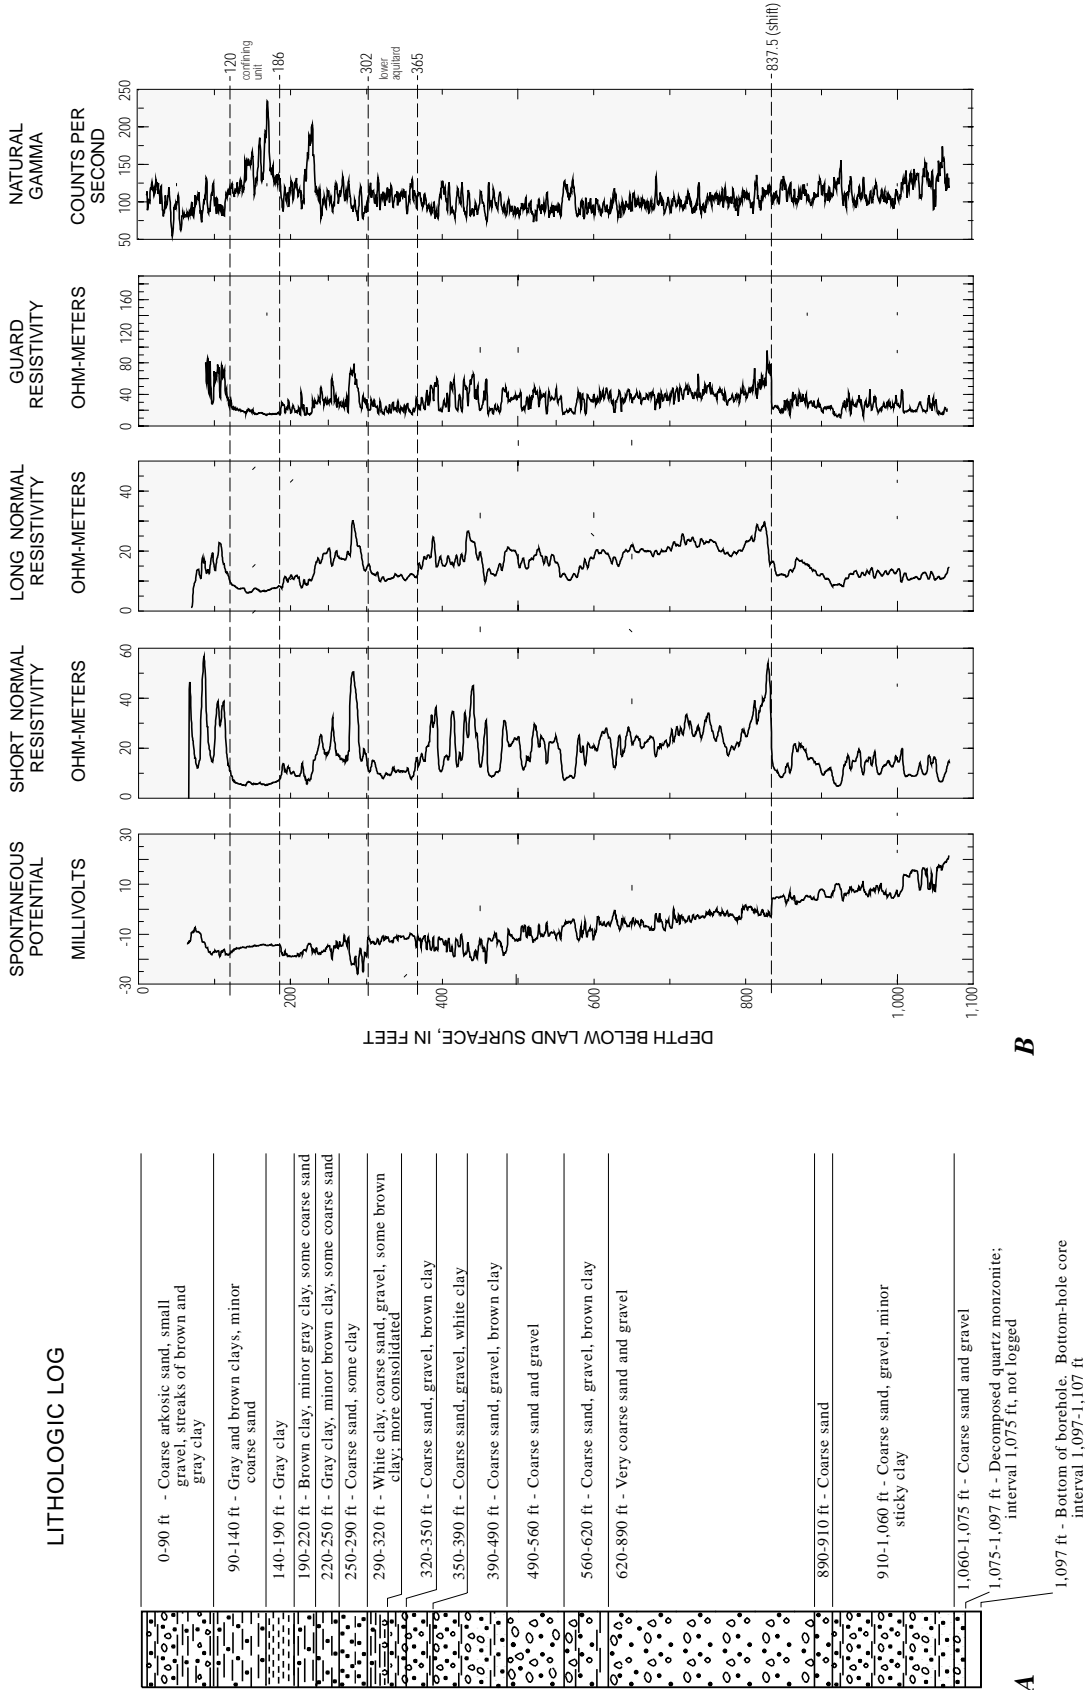 LITHOLOGIC LOG
0-90 ft - Coarse arkosic sand, small
gravel, streaks of brown and
gray clay
90-140 ft - Gray and brown clays, minor
coarse sand
140-190 ft - Gray clay
190-220 ft - Brown clay, minor gray clay, some coarse sand
220-250 ft - Gray clay, minor brown clay, some coarse sand
250-290 ft - Coarse sand, some clay
290-320 ft - White clay, coarse sand, gravel, some brown
clay; more consolidated
320-350 ft - Coarse sand, gravel, brown clay
350-390 ft - Coarse sand, gravel, white clay
390-490 ft - Coarse sand, gravel, brown clay
490-560 ft - Coarse sand and gravel
560-620 ft - Coarse sand, gravel, brown clay
620-890 ft - Very coarse sand and gravel
890-910 ft - Coarse sand
910-1,060 ft - Coarse sand, gravel, minor
sticky clay
1,060-1,075 ft - Coarse sand and gravel
1,075-1,097 ft - Decomposed quartz monzonite;
interval 1,075 ft, not logged
1,097 ft - Bottom of borehole. Bottom-hole core
interval 1,097-1,107 ft
A
DEPTH BELOW LAND SURFACE, IN FEET
0
200
400
600
800
1,000
1,100
SPONTANEOUS
POTENTIAL
MILLIVOLTS
-30
-10
10
30
SHORT NORMAL
RESISTIVITY
OHM-METERS
0
20
40
60
LONG NORMAL
RESISTIVITY
OHM-METERS
0
20
40
GUARD
RESISTIVITY
OHM-METERS
0
40
80
120
160
NATURAL
GAMMA
COUNTS PER
SECOND
50
100
150
200
250
120
confining
unit
186
302
lower
aquitard
365
837.5 (shift)
B